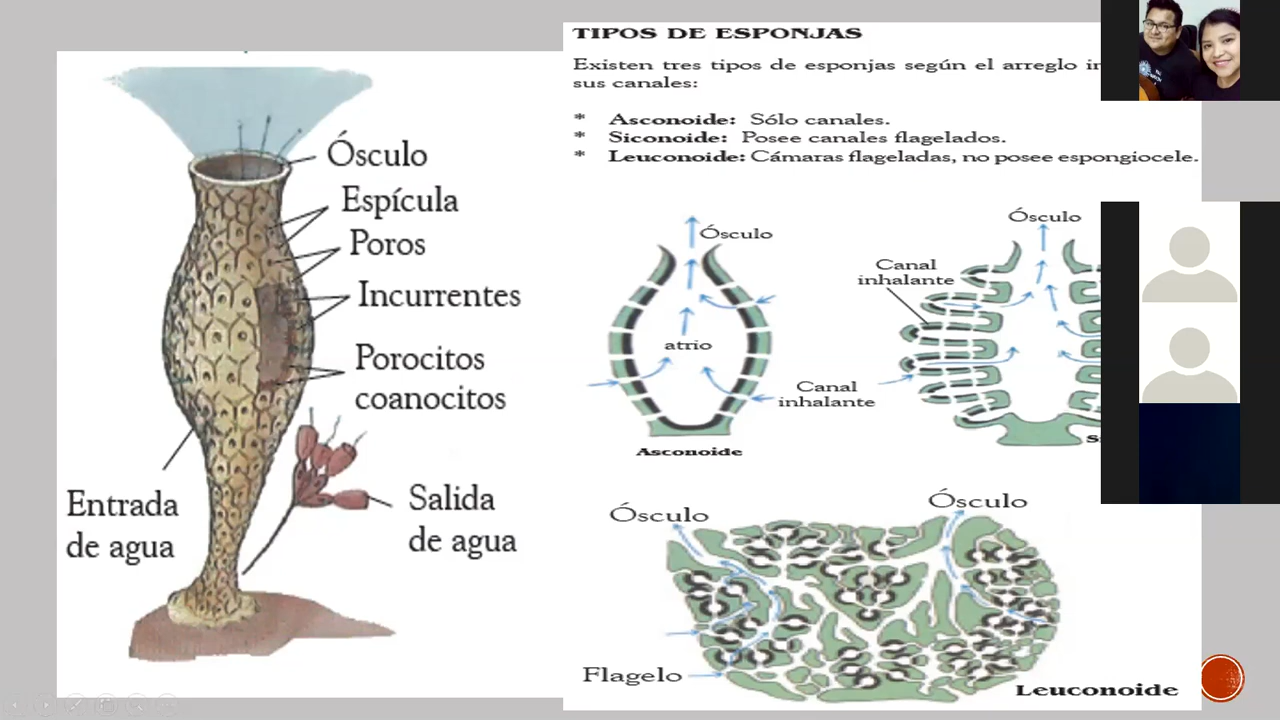 Ósculo
Espícula
Poros
Incurrentes
Porocitos
coanocitos
Entrada
de agua
Salida
de agua
TIPOS DE ESPONJAS
Existen tres tipos de esponjas según el arreglo
sus canales:
* Asconoide: Sólo canales.
* Siconoide: Posee canales flagelados.
* Leuconoide: Cámaras flageladas, no posee espongiocele.
Ósculo
atrio
Canal
inhalante
Asconoide
Ósculo
Canal
inhalante
Ósculo
Ósculo
Flagelo
Leuconoide